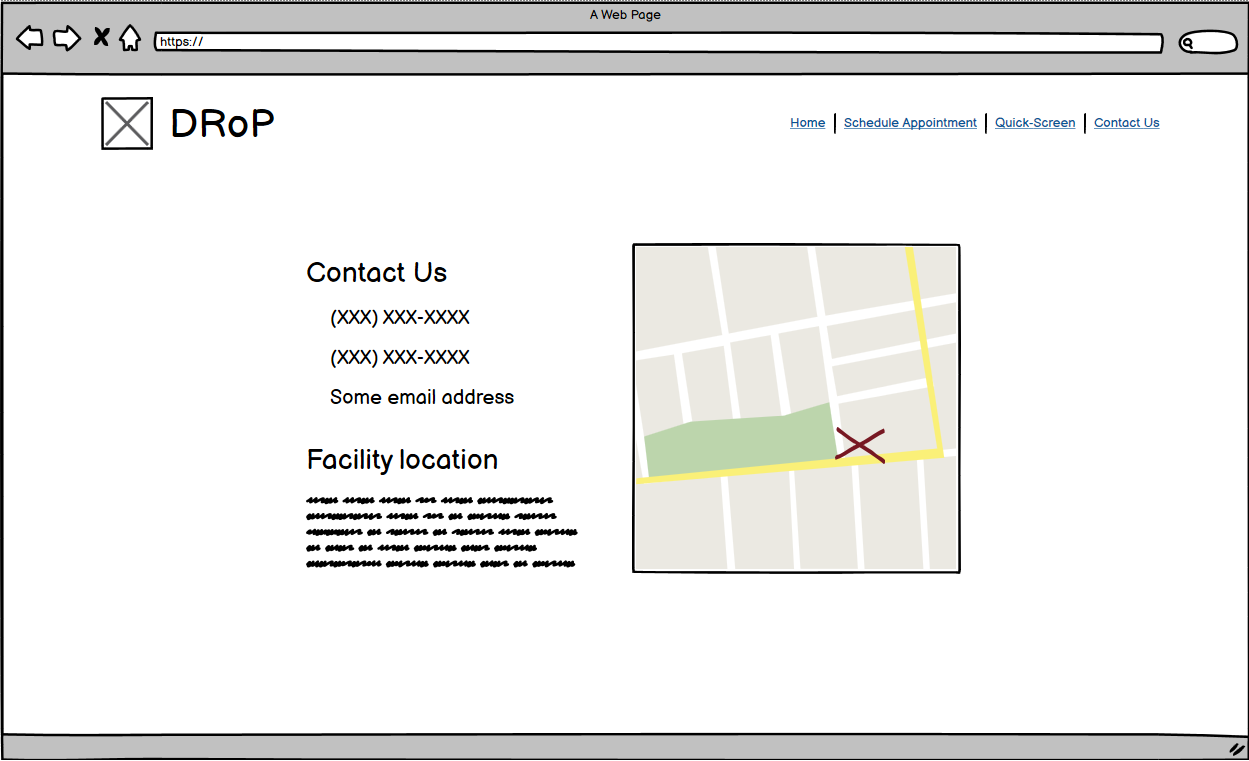 A Web Page
https://
DRoP
Home Schedule Appointment Quick-Screen Contact Us
Contact Us
(XXX) XXX-XXXX
(XXX) XXX-XXXX
Some email address
Facility location